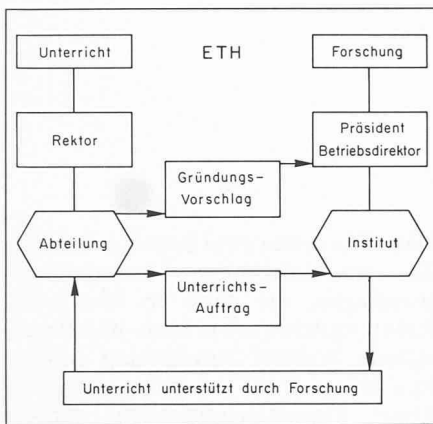 Unterricht
ETH
Forschung
Rektor
Präsident
Betriebsdirektor
Gründungs-
Vorschlag
Abteilung
Institut
Unterrichts-
Auftrag
Unterricht unterstützt durch Forschung